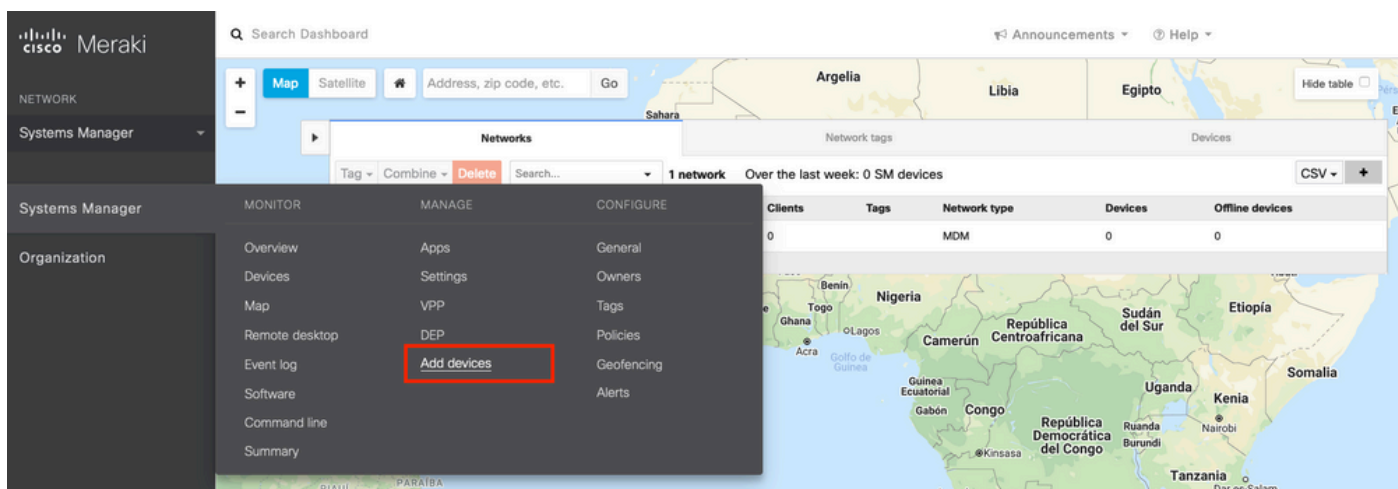 CISCO Meraki
Search Dashboard
Announcements
Help
NETWORK
Systems Manager
Systems Manager
Organization
+
−
Map Satellite
Address, zip code, etc. Go
Hide table
Networks
Network tags
Devices
Tag Combine Delete Search... 1 network Over the last week: 0 SM devices CSV +
Clients Tags Network type Devices Offline devices
0 MDM 0 0
MONITOR
Overview
Devices
Map
Remote desktop
Event log
Software
Command line
Summary
MANAGE
Apps
Settings
VPP
DEP
Add devices
CONFIGURE
General
Owners
Tags
Policies
Geofencing
Alerts
Argelia
Libia
Egipto
Sahara
Benín
Togo
Ghana
Acra
Nigeria
Lagos
Golfo de
Guinea
Camerún
República
Centroafricana
Sudán
del Sur
Etiopía
Somalia
Guinea
Ecuatorial
Gabón
Congo
República
Democrática
del Congo
Kinsasa
Uganda
Ruanda
Burundi
Kenia
Nairobi
Tanzania
PARAÍBA